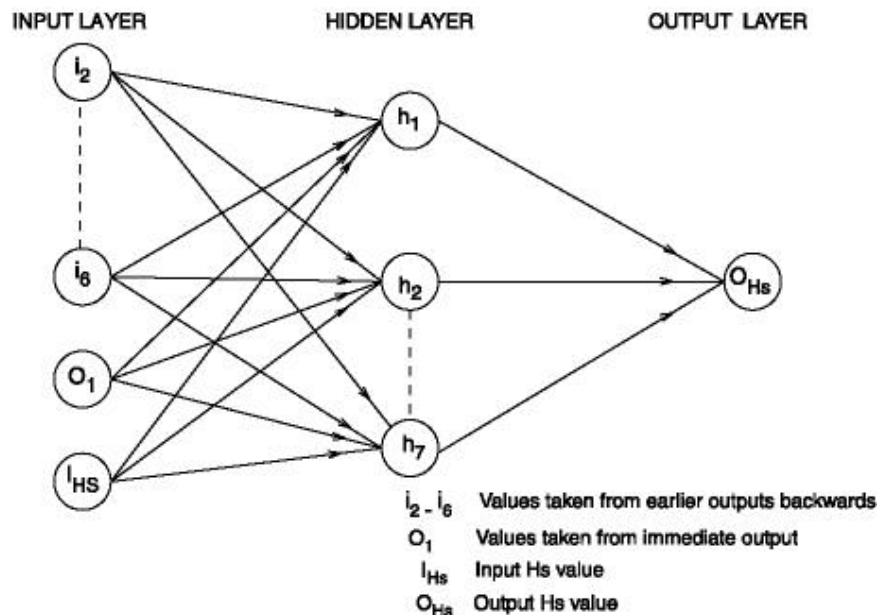 INPUT LAYER HIDDEN LAYER OUTPUT LAYER
i2
h1
i6
h2
OHs
O1
h7
IHS
i2 - i6 Values taken from earlier outputs backwards
O1 Values taken from immediate output
IHs Input Hs value
OHs Output Hs value